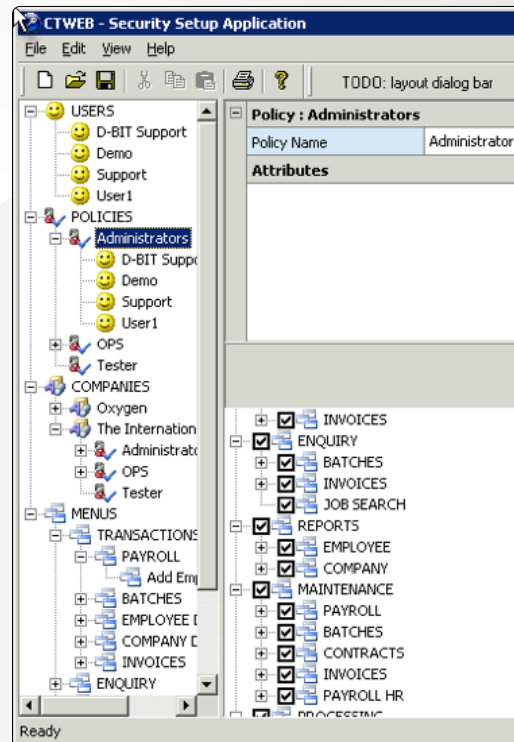 CTWEB - Security Setup Application
File Edit View Help
TODO: layout dialog bar
USERS
D-BIT Support
Demo
Support
User1
POLICIES
Administrators
D-BIT Suppo
Demo
Support
User1
OPS
Tester
COMPANIES
Oxygen
The Internation
Administrato
OPS
Tester
MENUS
TRANSACTIONS
PAYROLL
Add Emp
BATCHES
EMPLOYEE D
COMPANY D
INVOICES
ENQUIRY
Policy : Administrators
Policy Name Administrator
Attributes
INVOICES
ENQUIRY
BATCHES
INVOICES
JOB SEARCH
REPORTS
EMPLOYEE
COMPANY
MAINTENANCE
PAYROLL
BATCHES
CONTRACTS
INVOICES
PAYROLL HR
PROCESSING
Ready